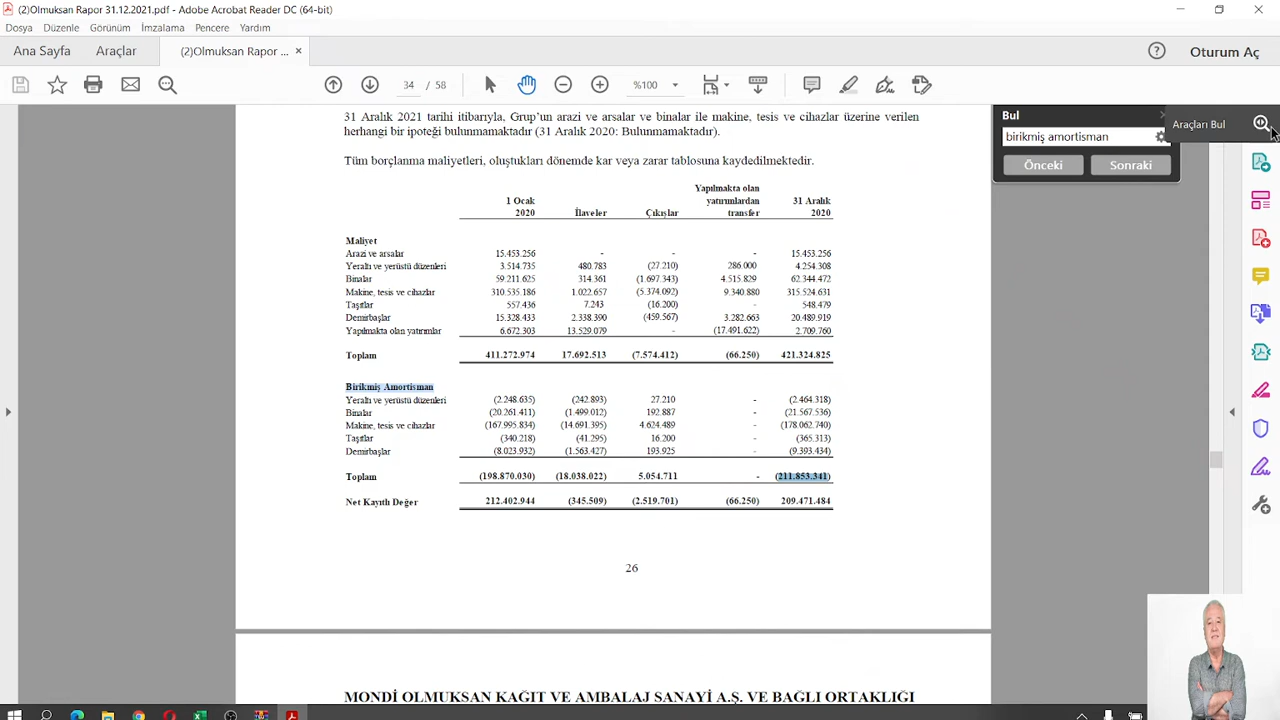 (2)Olmuksan Rapor 31.12.2021.pdf - Adobe Acrobat Reader DC (64-bit)
Dosya Düzenle Görünüm İmzalama Pencere Yardım
Ana Sayfa Araçlar (2)Olmuksan Rapor ... × Oturum Aç
34 / 58 %100
Bul
birikmiş amortisman
Önceki Sonraki
Araçları Bul
31 Aralık 2021 tarihi itibarıyla, Grup'un arazi ve arsalar ve binalar ile makine, tesis ve cihazlar üzerine verilen
herhangi bir ipoteği bulunmamaktadır (31 Aralık 2020: Bulunmamaktadır).
Tüm borçlanma maliyetleri, oluştukları dönemde kar veya zarar tablosuna kaydedilmektedir.
Yapılmakta olan
1 Ocak yatırımlardan 31 Aralık
2020 İlaveler Çıkışlar transfer 2020
Maliyet
Arazi ve arsalar 15.453.256 - - - 15.453.256
Yeraltı ve yerüstü düzenleri 3.514.735 480.783 (27.210) 286.000 4.254.308
Binalar 59.211.625 314.361 (1.697.343) 4.515.829 62.344.472
Makine, tesis ve cihazlar 310.535.186 1.022.657 (5.374.092) 9.340.880 315.524.631
Taşıtlar 557.436 7.243 (16.200) - 548.479
Demirbaşlar 15.328.433 2.338.390 (459.567) 3.282.663 20.489.919
Yapılmakta olan yatırımlar 6.672.303 13.529.079 - (17.491.622) 2.709.760
Toplam 411.272.974 17.692.513 (7.574.412) (66.250) 421.324.825
Birikmiş Amortisman
Yeraltı ve yerüstü düzenleri (2.248.635) (242.893) 27.210 - (2.464.318)
Binalar (20.261.411) (1.499.012) 192.887 - (21.567.536)
Makine, tesis ve cihazlar (167.995.834) (14.691.395) 4.624.489 - (178.062.740)
Taşıtlar (340.218) (41.295) 16.200 - (365.313)
Demirbaşlar (8.023.932) (1.563.427) 193.925 - (9.393.434)
Toplam (198.870.030) (18.038.022) 5.054.711 - (211.853.341)
Net Kayıtlı Değer 212.402.944 (345.509) (2.519.701) (66.250) 209.471.484
26
MONDİ OLMUKSAN KAĞIT VE AMBALAJ SANAYİ A.Ş. VE BAĞLI ORTAKLIĞI